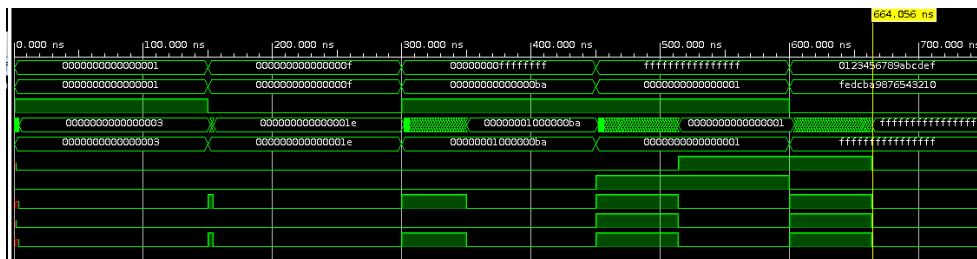 664.056 ns
0.000 ns 100.000 ns 200.000 ns 300.000 ns 400.000 ns 500.000 ns 600.000 ns 700.000
0000000000000001 000000000000000f 00000000ffffffff ffffffffffffffff 0123456789abcdef
0000000000000001 000000000000000f 00000000000000ba 0000000000000001 fedcba9876543210
0000000000000003 000000000000001e 00000001000000ba 0000000000000001 ffffffffffffffff
0000000000000003 000000000000001e 00000001000000ba 0000000000000001 ffffffffffffffff